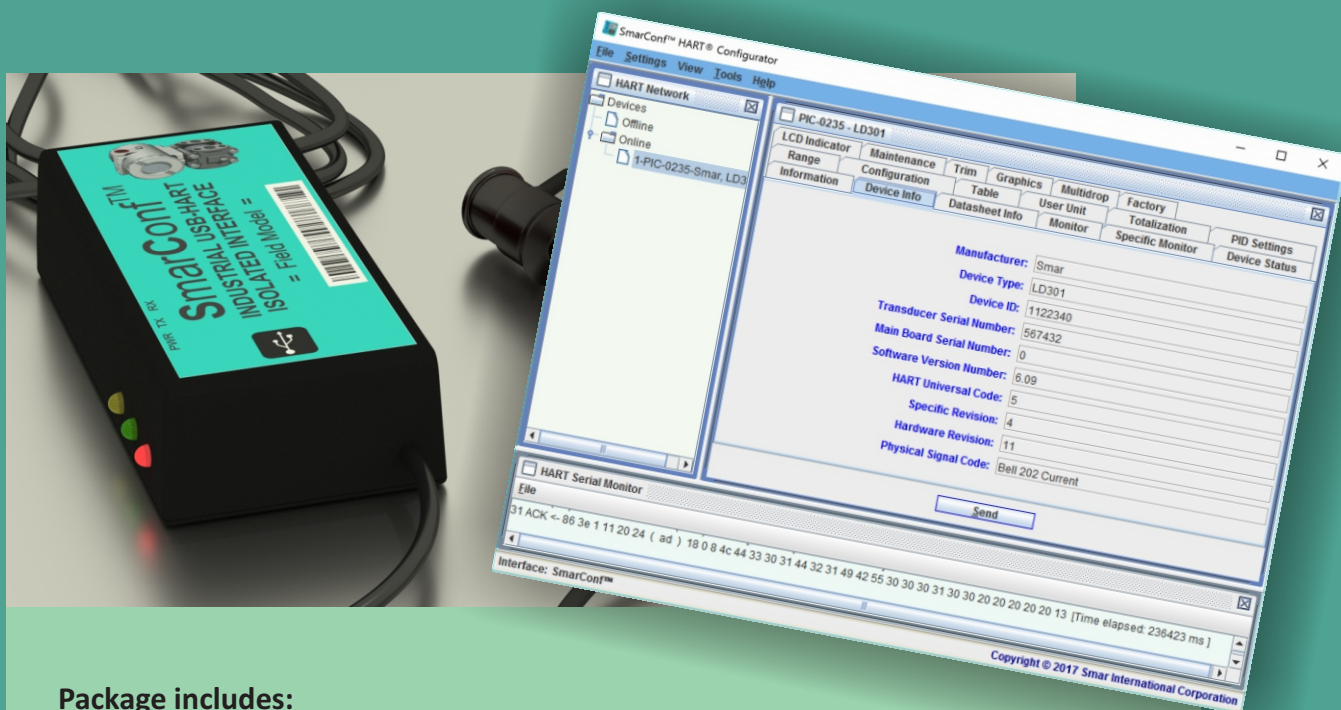 SmarConf™ HART® Configurator
File Settings View Tools Help
HART Network
Devices
Offline
Online
1-PIC-0235-Smar, LD3
PIC-0235 - LD301
LCD Indicator Maintenance Trim Graphics Multidrop Factory
Range Configuration Table User Unit Totalization PID Settings
Information Device Info Datasheet Info Monitor Specific Monitor Device Status
Manufacturer: Smar
Device Type: LD301
Device ID: 1122340
Transducer Serial Number: 567432
Main Board Serial Number: 0
Software Version Number: 6.09
HART Universal Code: 5
Specific Revision: 4
Hardware Revision: 11
Physical Signal Code: Bell 202 Current
Send
HART Serial Monitor
File
31 ACK <- 86 3e 1 11 20 24 ( ad ) 18 0 8 4c 44 33 30 31 44 32 31 49 42 55 30 30 30 31 30 30 20 20 20 20 20 13 [Time elapsed: 236423 ms ]
Interface: SmarConf™
Copyright © 2017 Smar International Corporation
SmarConf™
INDUSTRIAL USB-HART
ISOLATED INTERFACE
= Field Model =
PWR TX RX
Package includes: